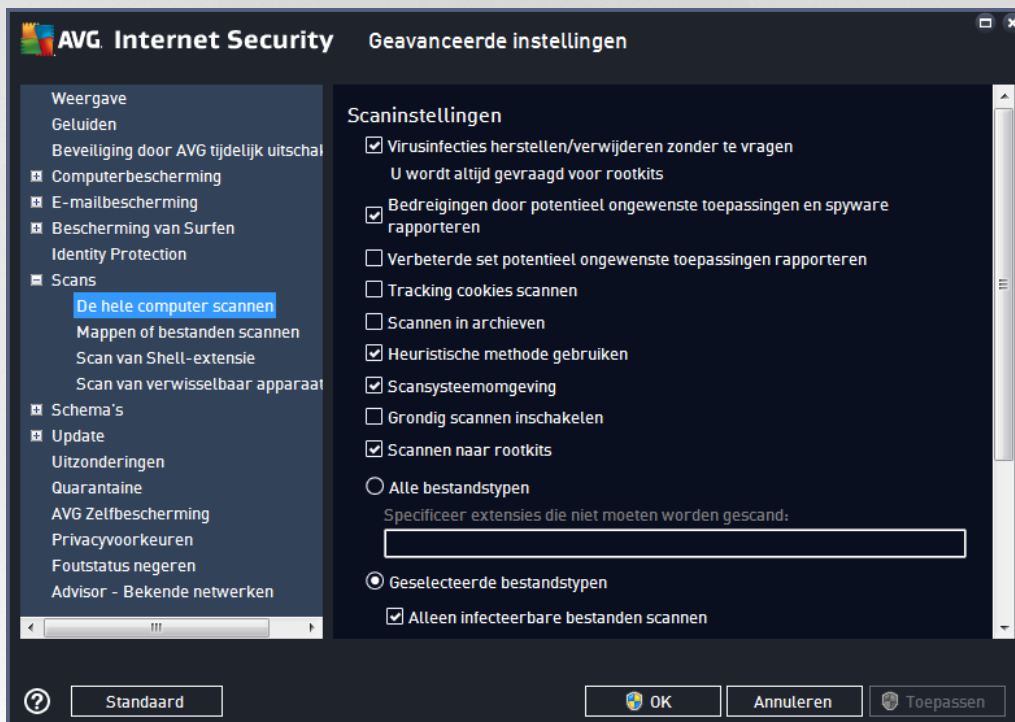 AVG. Internet Security
Geavanceerde instellingen
Weergave
Geluiden
Beveiliging door AVG tijdelijk uitschak
Computerbescherming
E-mailbescherming
Bescherming van Surfen
Identity Protection
Scans
De hele computer scannen
Mappen of bestanden scannen
Scan van Shell-extensie
Scan van verwisselbaar apparaat
Schema's
Update
Uitzonderingen
Quarantaine
AVG Zelfbescherming
Privacyvoorkeuren
Foutstatus negeren
Advisor - Bekende netwerken
Scaninstellingen
Virusinfecties herstellen/verwijderen zonder te vragen
U wordt altijd gevraagd voor rootkits
Bedreigingen door potentieel ongewenste toepassingen en spyware
rapporteren
Verbeterde set potentieel ongewenste toepassingen rapporteren
Tracking cookies scannen
Scannen in archieven
Heuristische methode gebruiken
Scansysteemomgeving
Grondig scannen inschakelen
Scannen naar rootkits
Alle bestandstypen
Specificeer extensies die niet moeten worden gescand:
Geselecteerde bestandstypen
Alleen infecteerbare bestanden scannen
Standaard
OK
Annuleren
Toepassen